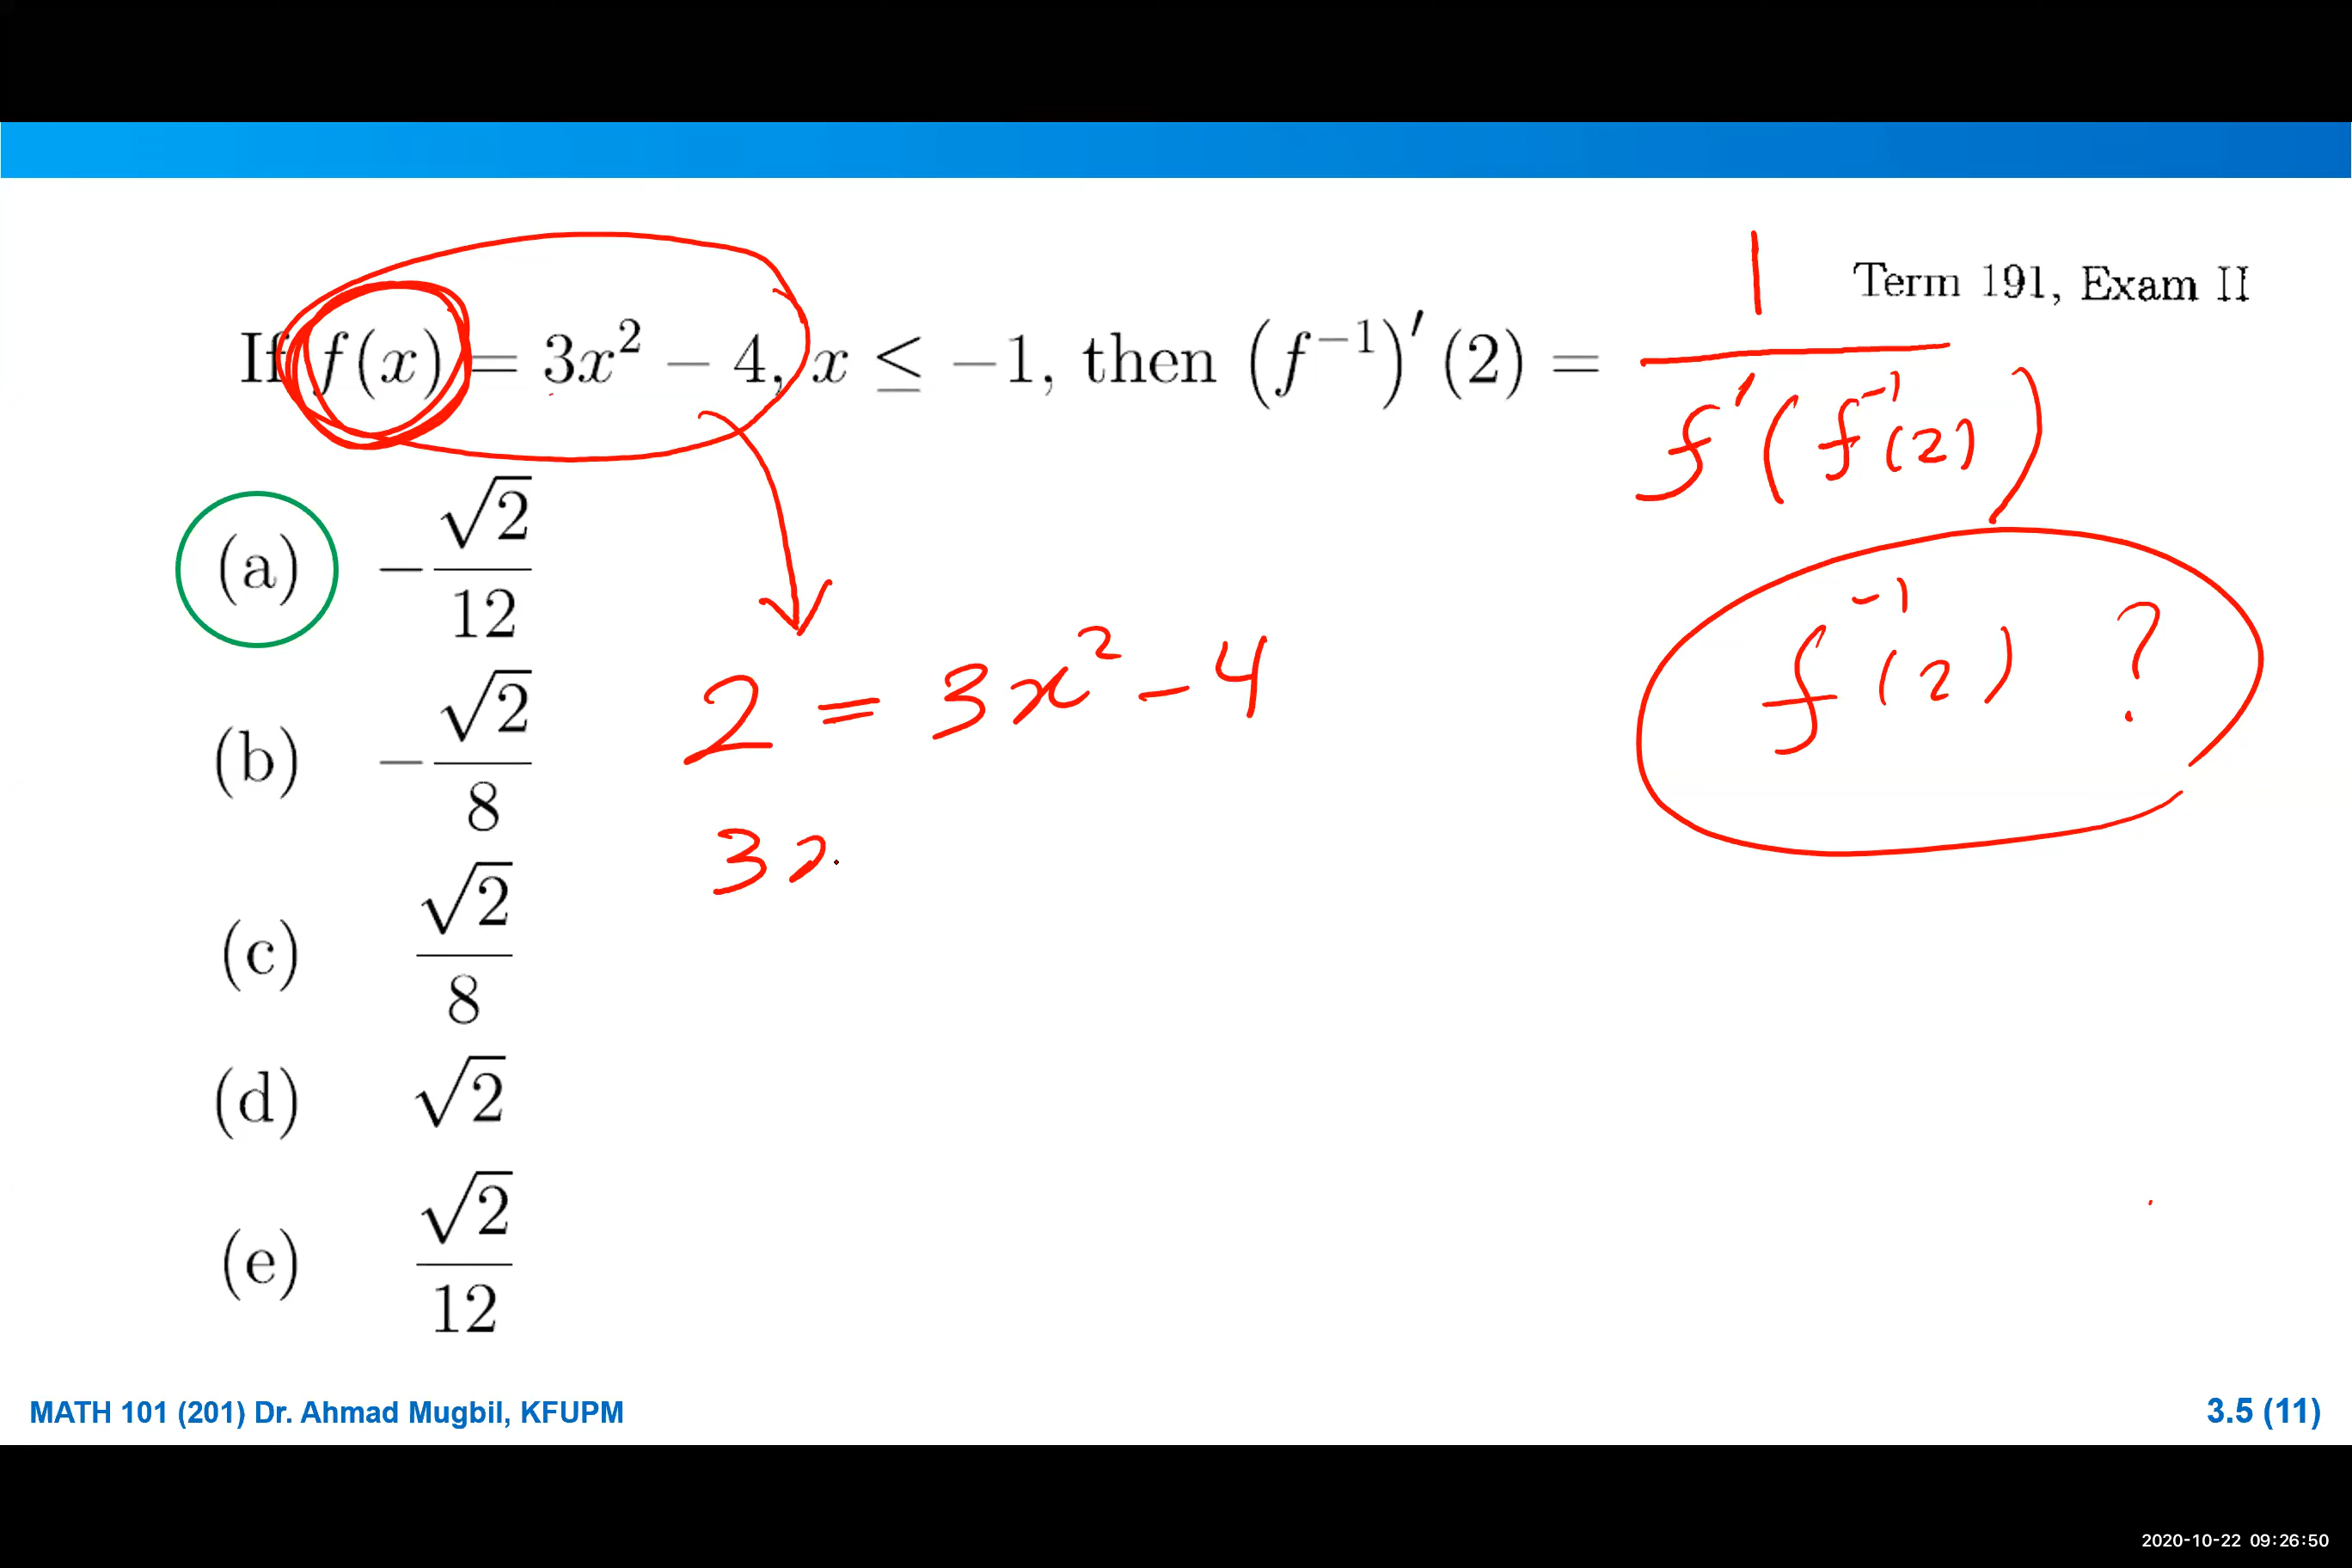 Term 191, Exam II
If f(x) = 3x² − 4, x ≤ −1, then (f⁻¹)′(2) = 1 / f′(f⁻¹(2))
(a) −√2/12
f⁻¹(2) ?
2 = 3x² − 4
(b) −√2/8
3x
(c) √2/8
(d) √2
(e) √2/12
MATH 101 (201) Dr. Ahmad Mugbil, KFUPM
3.5 (11)
2020-10-22 09:26:50